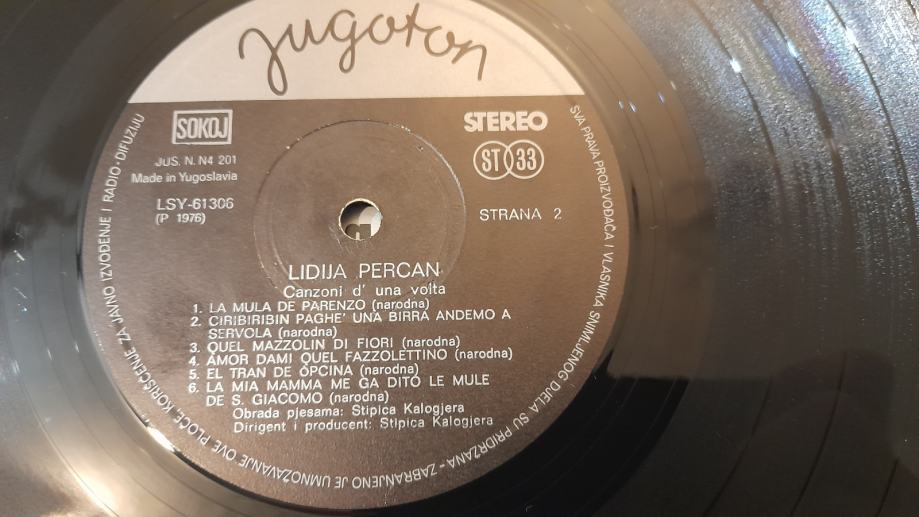 jugoton
SOKOJ
STEREO
JUS. N. N4 201
ST 33
Made in Yugoslavia
LSY-61306
(P 1976)
STRANA 2
LIDIJA PERCAN
Canzoni d' una volta
1. LA MULA DE PARENZO (narodna)
2. CIRIBIRIBIN PAGHE' UNA BIRRA ANDEMO A
SERVOLA (narodna)
3. QUEL MAZZOLIN DI FIORI (narodna)
4. AMOR DAMI QUEL FAZZOLETTINO (narodna)
5. EL TRAN DE OPCINA (narodna)
6. LA MIA MAMMA ME GA DITO LE MULE
DE S. GIACOMO (narodna)
Obrada pjesama: Stipica Kalogjera
Dirigent i producent: Stipica Kalogjera
SVA PRAVA PROIZVOĐAČA I VLASNIKA SNIMLJENOG DJELA SU PRIDRŽANA - ZABRANJENO JE UMNOŽAVANJE OVE PLOČE, KORIŠĆENJE ZA JAVNO IZVOĐENJE I RADIO-DIFUZIJU